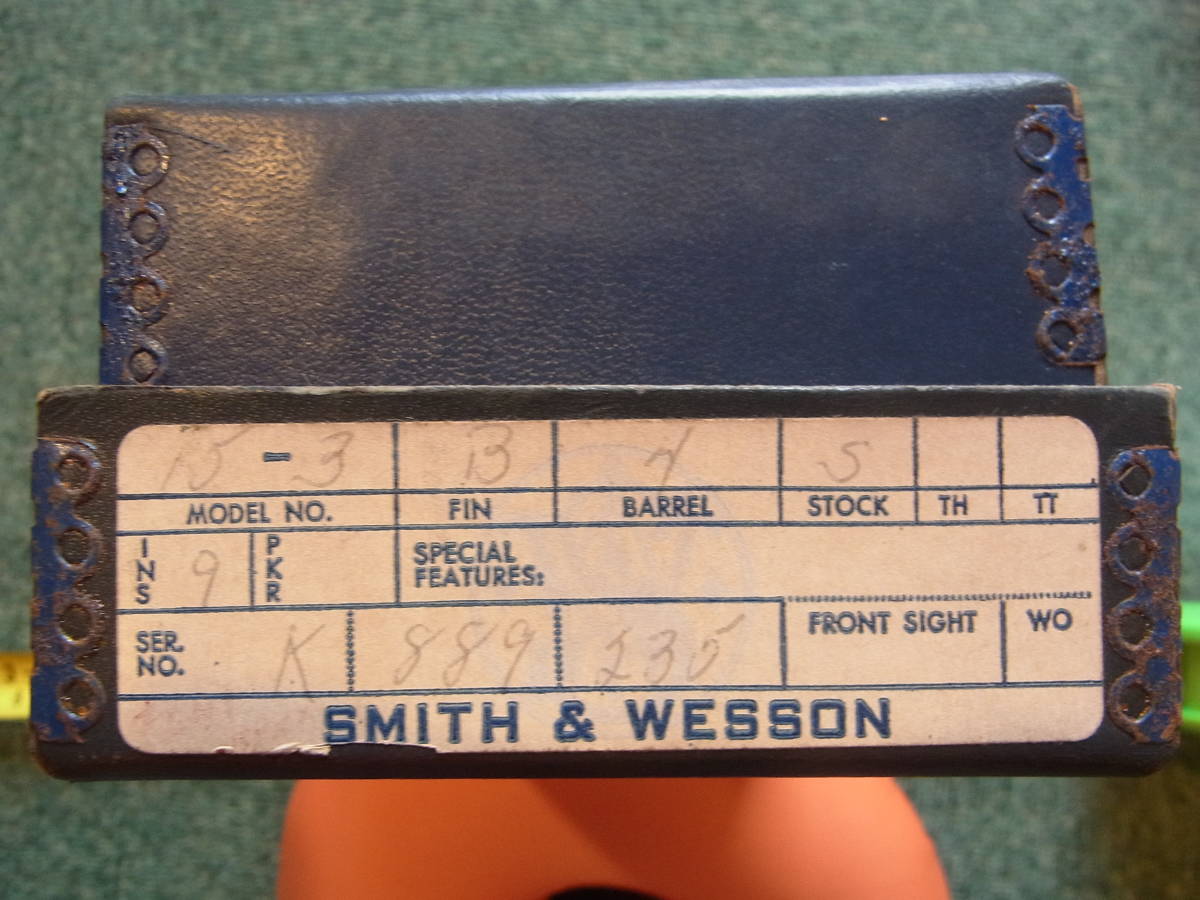 15-3 B 4 S
MODEL NO. FIN BARREL STOCK TH TT
INS 9 PKR SPECIAL
FEATURES:
SER. NO. K 889 235 FRONT SIGHT WO
SMITH & WESSON